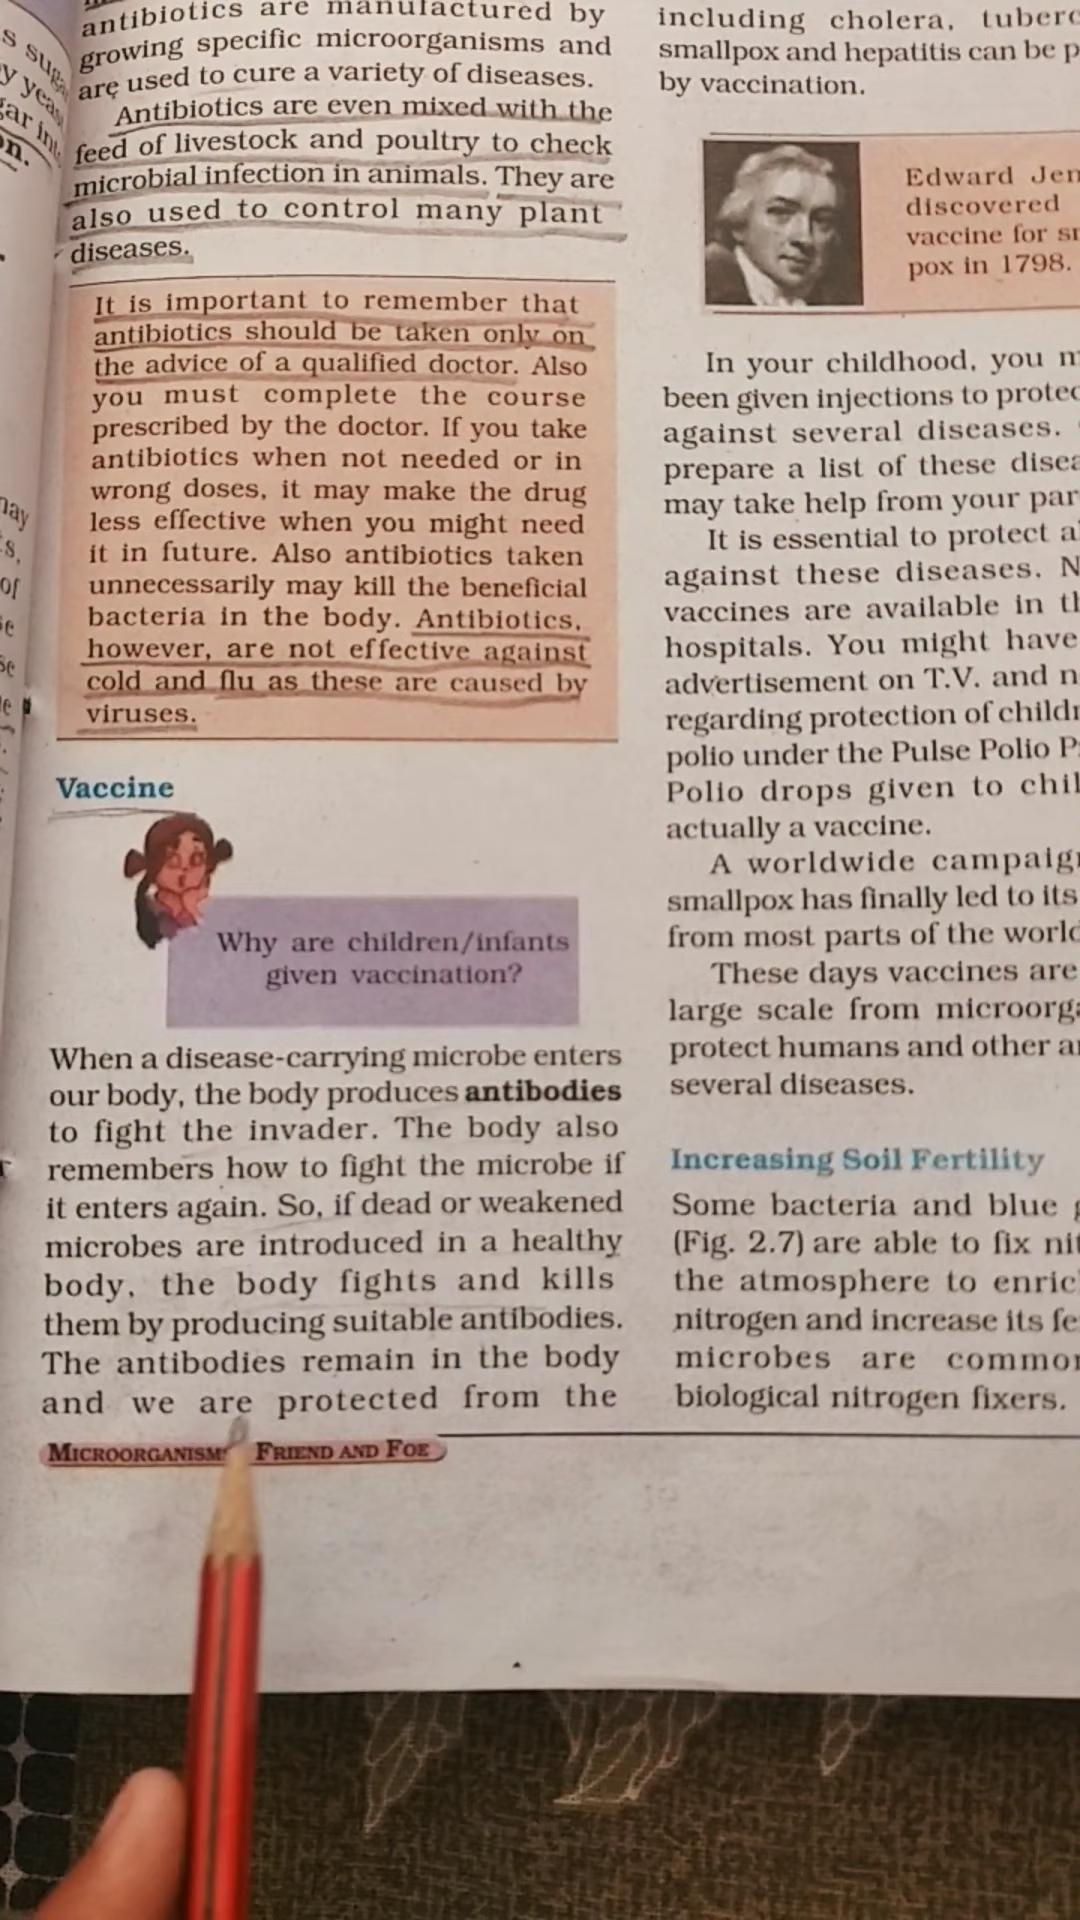 antibiotics are manufactured by
growing specific microorganisms and
are used to cure a variety of diseases.
Antibiotics are even mixed with the
feed of livestock and poultry to check
microbial infection in animals. They are
also used to control many plant
diseases.
It is important to remember that
antibiotics should be taken only on
the advice of a qualified doctor. Also
you must complete the course
prescribed by the doctor. If you take
antibiotics when not needed or in
wrong doses, it may make the drug
less effective when you might need
it in future. Also antibiotics taken
unnecessarily may kill the beneficial
bacteria in the body. Antibiotics,
however, are not effective against
cold and flu as these are caused by
viruses.
Vaccine
Why are children/infants
given vaccination?
When a disease-carrying microbe enters
our body, the body produces antibodies
to fight the invader. The body also
remembers how to fight the microbe if
it enters again. So, if dead or weakened
microbes are introduced in a healthy
body, the body fights and kills
them by producing suitable antibodies.
The antibodies remain in the body
and we are protected from the
MICROORGANISMS FRIEND AND FOE
including cholera,
smallpox and hepatitis can be
by vaccination.
Edward
discovered
vaccine for
pox in 1798.
In your childhood, you
been given injections to
against several diseases.
prepare a list of these
may take help from your
It is essential to protect
against these diseases.
vaccines are available in
hospitals. You might have
advertisement on T.V. and
regarding protection of
polio under the Pulse Polio
Polio drops given to
actually a vaccine.
A worldwide
smallpox has finally led to its
from most parts of the
These days vaccines are
large scale from
protect humans and other
several diseases.
Increasing Soil Fertility
Some bacteria and blue
(Fig. 2.7) are able to fix
the atmosphere to
nitrogen and increase its
microbes are
biological nitrogen fixers.